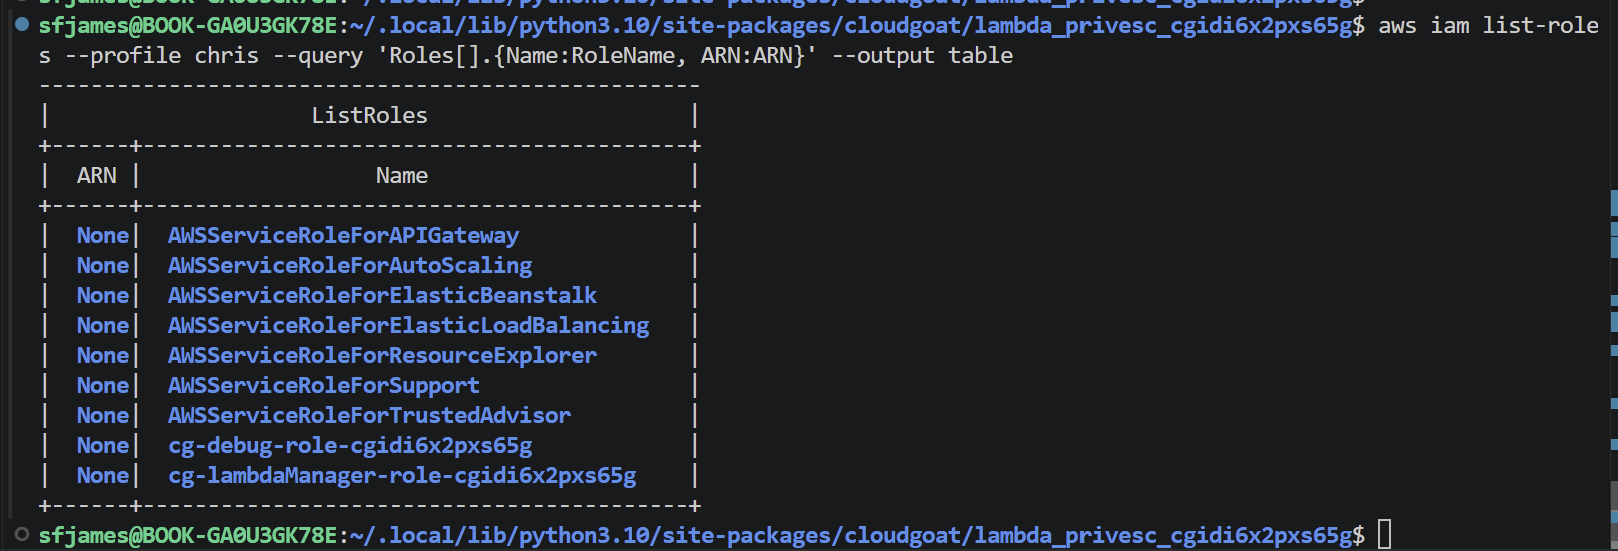 sfjames@BOOK-GA0U3GK78E:~/.local/lib/python3.10/site-packages/cloudgoat/lambda_privesc_cgidi6x2pxs65g$ aws iam list-role
s --profile chris --query 'Roles[].{Name:RoleName, ARN:ARN}' --output table
---------------------------------------------------
|                    ListRoles                    |
+------+------------------------------------------+
|  ARN |                  Name                    |
+------+------------------------------------------+
|  None|  AWSServiceRoleForAPIGateway             |
|  None|  AWSServiceRoleForAutoScaling            |
|  None|  AWSServiceRoleForElasticBeanstalk       |
|  None|  AWSServiceRoleForElasticLoadBalancing   |
|  None|  AWSServiceRoleForResourceExplorer       |
|  None|  AWSServiceRoleForSupport                |
|  None|  AWSServiceRoleForTrustedAdvisor         |
|  None|  cg-debug-role-cgidi6x2pxs65g            |
|  None|  cg-lambdaManager-role-cgidi6x2pxs65g    |
+------+------------------------------------------+
sfjames@BOOK-GA0U3GK78E:~/.local/lib/python3.10/site-packages/cloudgoat/lambda_privesc_cgidi6x2pxs65g$